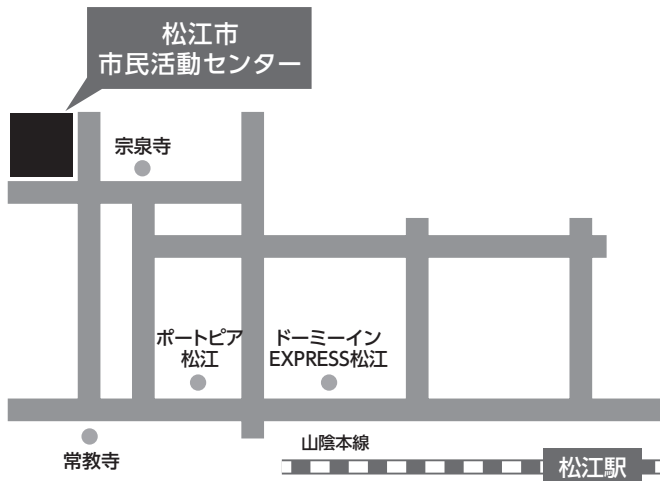 松江市
市民活動センター
宗泉寺
ポートピア
松江
ドーミーイン
EXPRESS松江
常教寺
山陰本線
松江駅